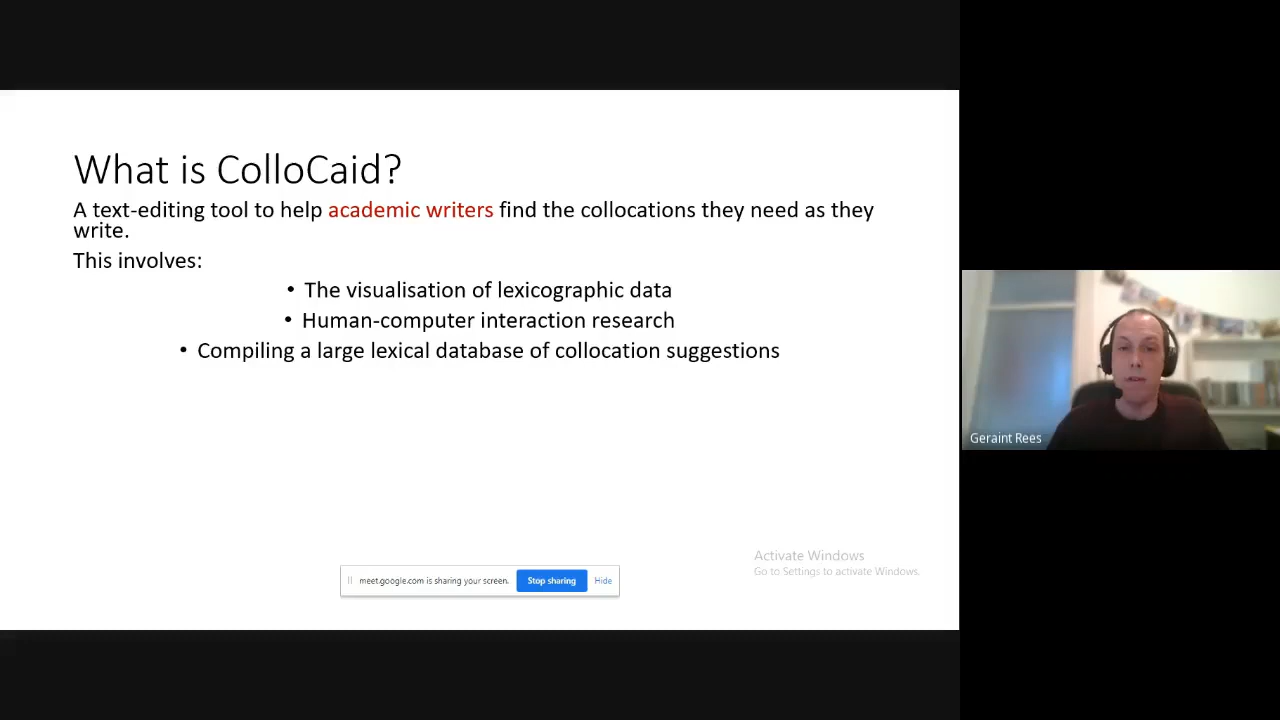 What is ColloCaid?
A text-editing tool to help academic writers find the collocations they need as they
write.
This involves:
• The visualisation of lexicographic data
• Human-computer interaction research
• Compiling a large lexical database of collocation suggestions
Activate Windows
Go to Settings to activate Windows.
meet.google.com is sharing your screen. Stop sharing Hide
Geraint Rees